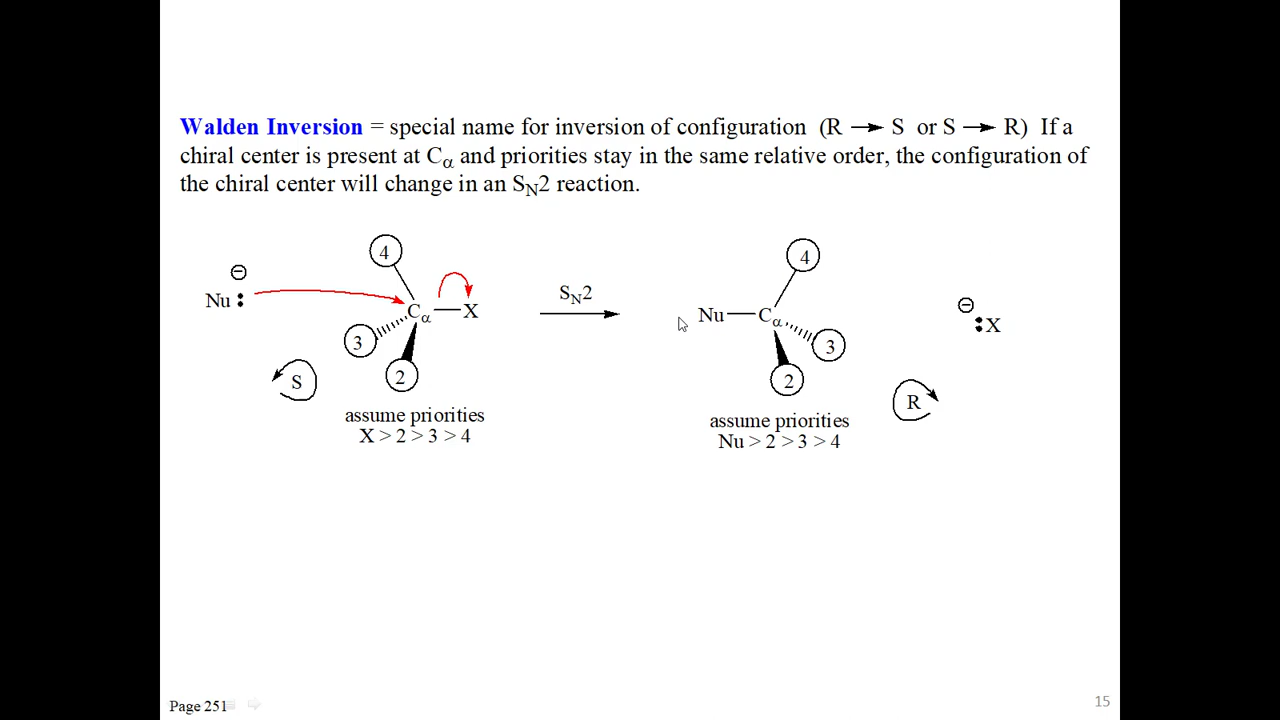 Walden Inversion = special name for inversion of configuration (R → S or S → R) If a
chiral center is present at Cα and priorities stay in the same relative order, the configuration of
the chiral center will change in an SN2 reaction.
4
Nu : ⊖
Cα — X
3
2
S
assume priorities
X > 2 > 3 > 4
SN2
4
Nu — Cα
3
2
assume priorities
Nu > 2 > 3 > 4
R
⊖ : X
Page 251
15